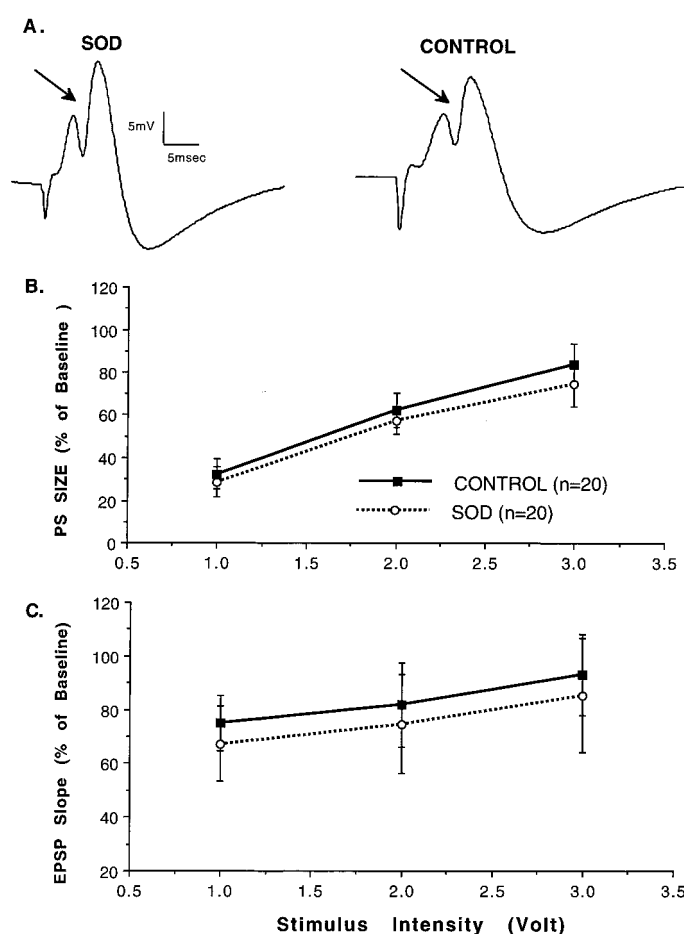 A.
SOD
CONTROL
5mV
5msec
B.
120
100
80
60
40
20
0
PS SIZE (% of Baseline )
CONTROL (n=20)
SOD (n=20)
0.5 1.0 1.5 2.0 2.5 3.0 3.5
C.
120
100
80
60
40
20
EPSP Slope (% of Baseline)
0.5 1.0 1.5 2.0 2.5 3.0 3.5
Stimulus Intensity (Volt)